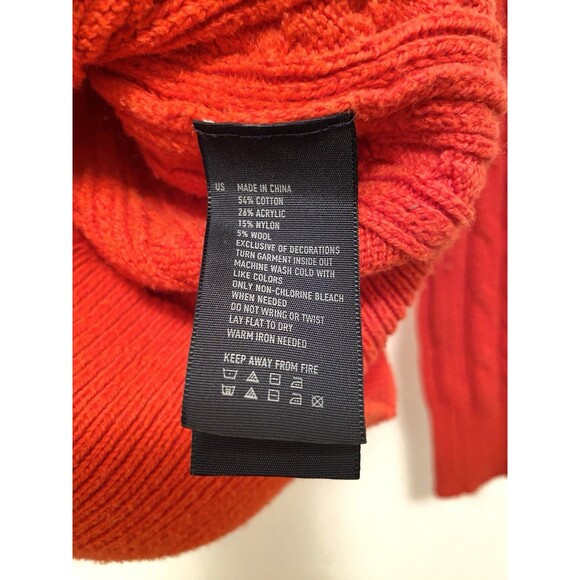 US MADE IN CHINA
54% COTTON
26% ACRYLIC
15% NYLON
5% WOOL
EXCLUSIVE OF DECORATIONS
TURN GARMENT INSIDE OUT
MACHINE WASH COLD WITH
LIKE COLORS
ONLY NON-CHLORINE BLEACH
WHEN NEEDED
DO NOT WRING OR TWIST
LAY FLAT TO DRY
WARM IRON NEEDED
KEEP AWAY FROM FIRE